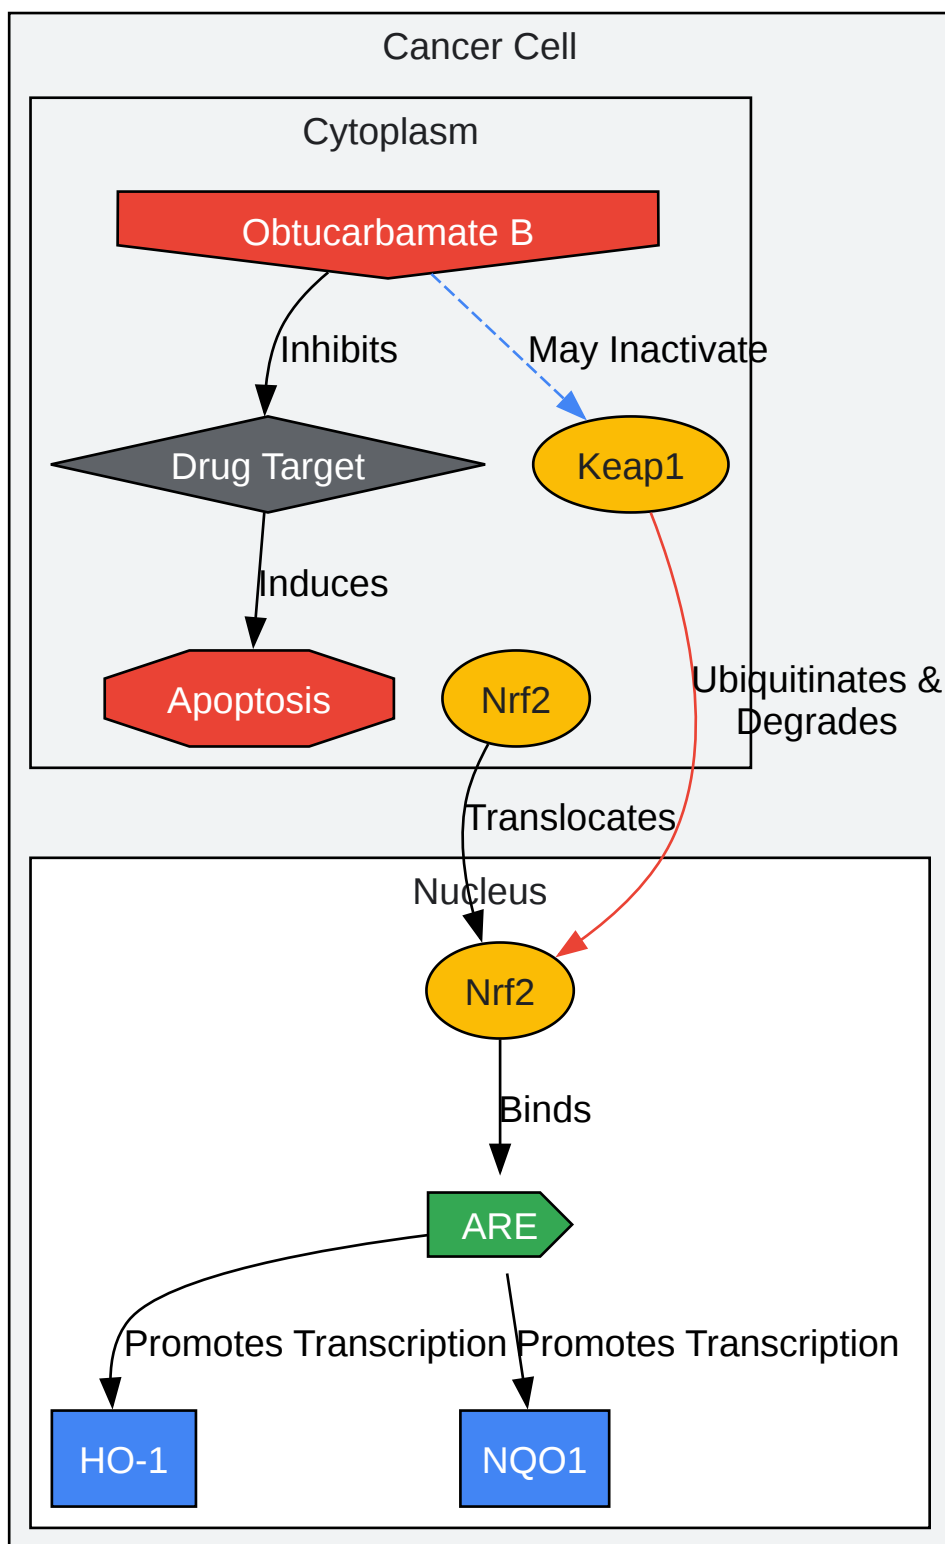 Cancer Cell
Cytoplasm
Obtucarbamate B
Inhibits
May Inactivate
Drug Target
Keap1
Induces
Apoptosis
Nrf2
Ubiquitinates &
Degrades
Translocates
Nucleus
Nrf2
Binds
ARE
Promotes Transcription
Promotes Transcription
HO-1
NQO1